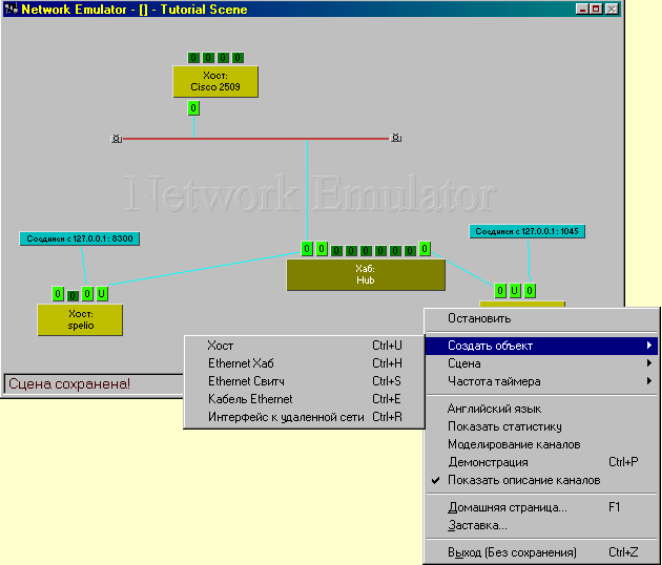 Network Emulator - [] - Tutorial Scene
0 0 0 0
Хост:
Cisco 2509
0
Network Emulator
Соединен с 127.0.0.1 : 8300
Соединен с 127.0.0.1 : 1045
0 0 0 0 0 0 0 0 0
Хаб:
Hub
0 0 0 U
Хост:
spelio
0 U 0
Остановить
Создать объект
Сцена
Частота таймера
Английский язык
Показать статистику
Моделирование каналов
Демонстрация Ctrl+P
Показать описание каналов
Домашняя страница... F1
Заставка...
Выход (Без сохранения) Ctrl+Z
Хост Ctrl+U
Ethernet Хаб Ctrl+H
Ethernet Свитч Ctrl+S
Кабель Ethernet Ctrl+E
Интерфейс к удаленной сети Ctrl+R
Сцена сохранена!